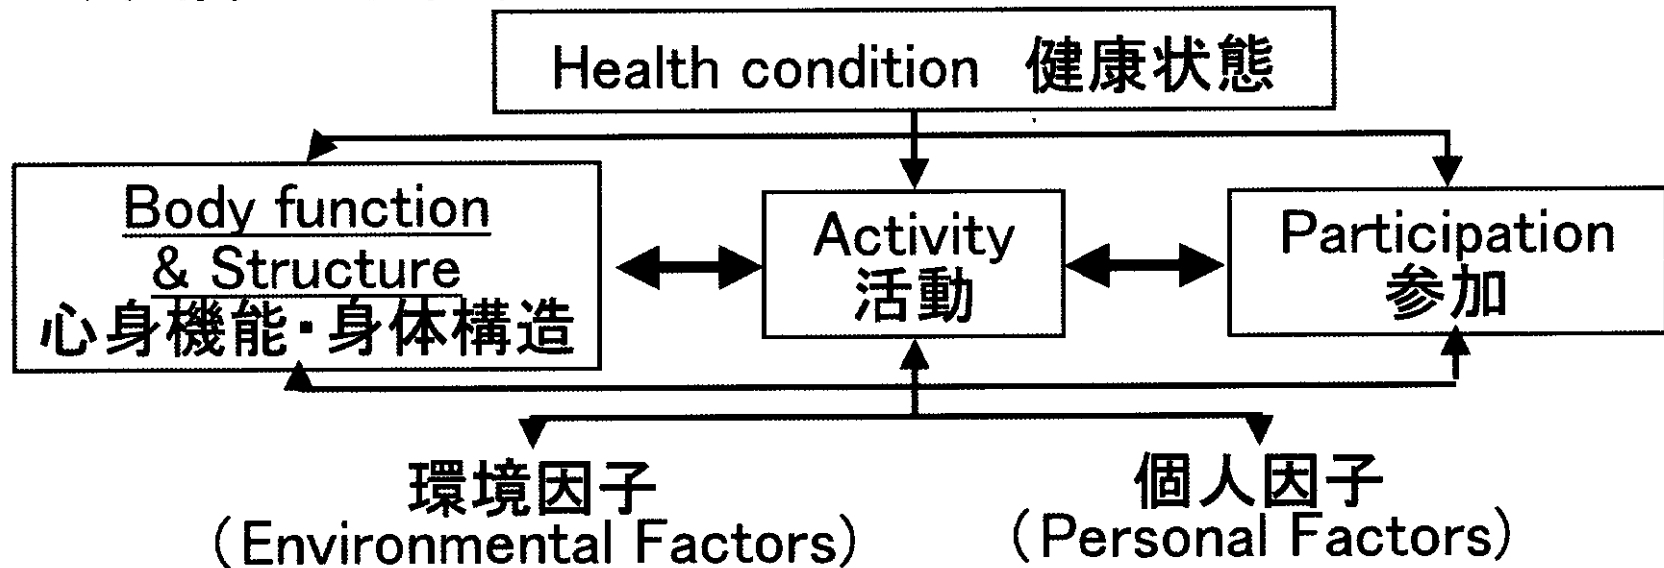 Health condition 健康状態
Body function
& Structure
心身機能・身体構造
Activity
活動
Participation
参加
環境因子
(Environmental Factors)
個人因子
(Personal Factors)